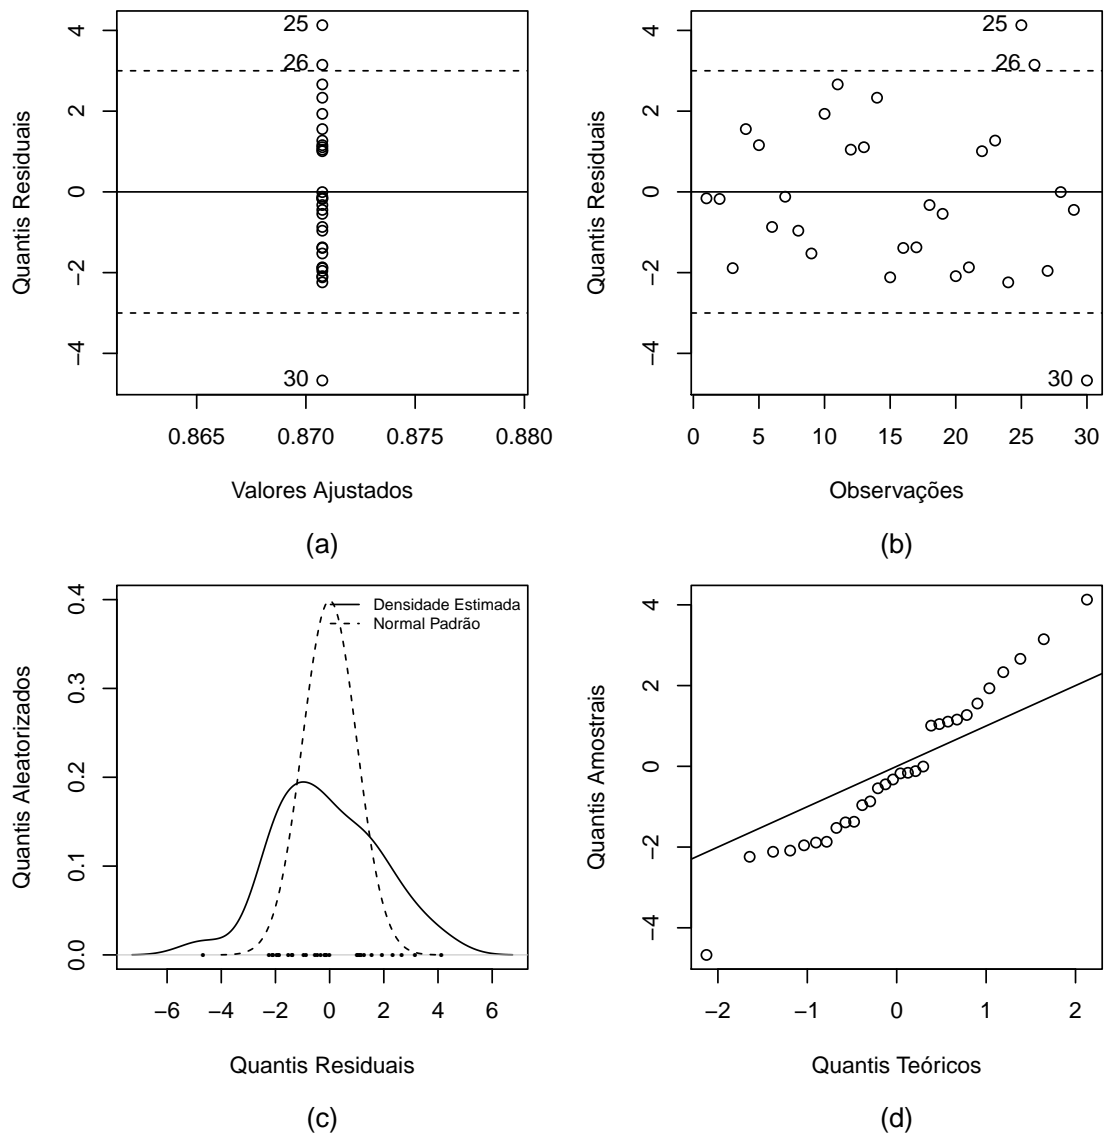 25
26
30
4
2
0
−2
−4
Quantis Residuais
0.865 0.870 0.875 0.880
Valores Ajustados
(a)
25
26
30
4
2
0
−2
−4
Quantis Residuais
0 5 10 15 20 25 30
Observações
(b)
0.4
0.3
0.2
0.1
0.0
Quantis Aleatorizados
Densidade Estimada
Normal Padrão
−6 −4 −2 0 2 4 6
Quantis Residuais
(c)
4
2
0
−2
−4
Quantis Amostrais
−2 −1 0 1 2
Quantis Teóricos
(d)